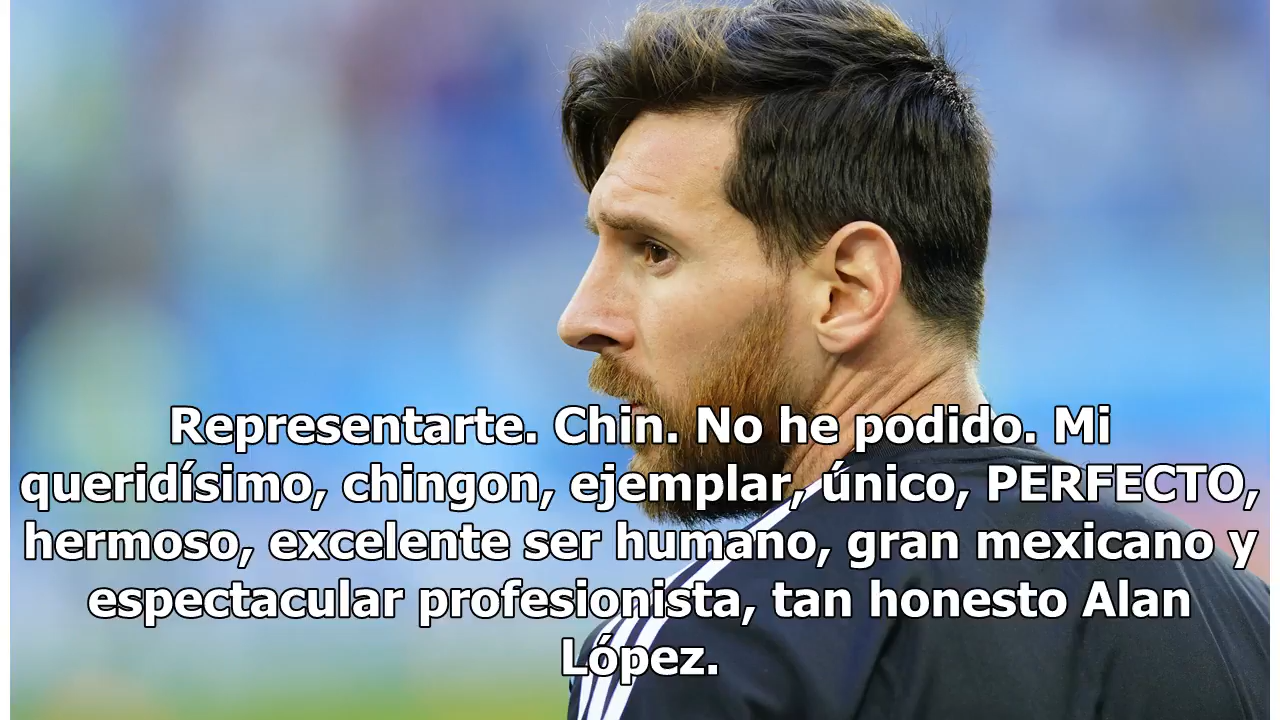 Representarte. Chin. No he podido. Mi
queridísimo, chingon, ejemplar, único, PERFECTO,
hermoso, excelente ser humano, gran mexicano y
espectacular profesionista, tan honesto Alan
López.